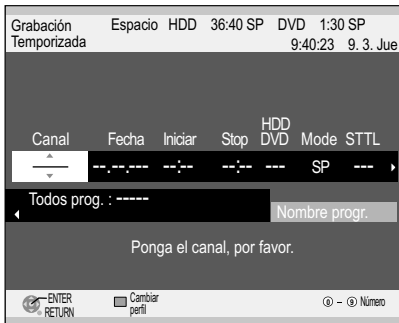 Grabación Temporizada Espacio HDD 36:40 SP DVD 1:30 SP
9:40:23 9. 3. Jue
Canal Fecha Iniciar Stop HDD DVD Mode STTL
--.--.--- --:-- --:-- --- SP ---
Todos prog. : -----
Nombre progr.
Ponga el canal, por favor.
ENTER
RETURN
Cambiar perfil
0 – 9 Número